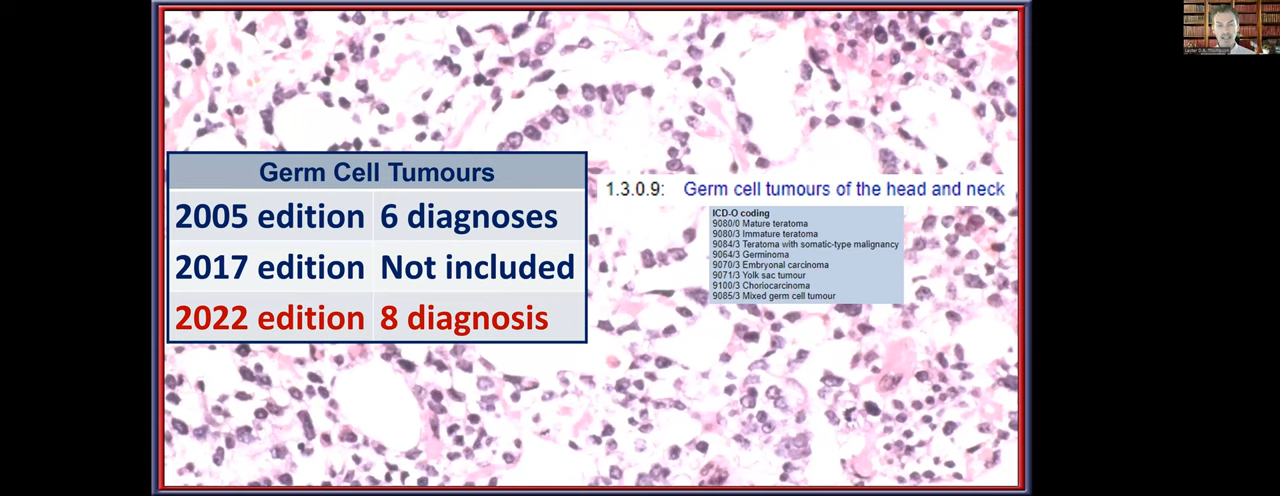 Germ Cell Tumours
2005 edition 6 diagnoses
2017 edition Not included
2022 edition 8 diagnosis
1.3.0.9: Germ cell tumours of the head and neck
ICD-O coding
9080/0 Mature teratoma
9080/3 Immature teratoma
9084/3 Teratoma with somatic-type malignancy
9064/3 Germinoma
9070/3 Embryonal carcinoma
9071/3 Yolk sac tumour
9100/3 Choriocarcinoma
9085/3 Mixed germ cell tumour
Lester D.R. Thompson